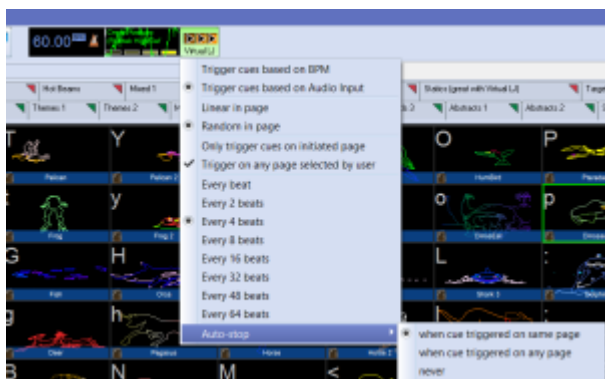 60.00
Virtual LJ
Trigger cues based on BPM
Trigger cues based on Audio Input
Linear in page
Random in page
Only trigger cues on initiated page
Trigger on any page selected by user
Every beat
Every 2 beats
Every 4 beats
Every 8 beats
Every 16 beats
Every 32 beats
Every 48 beats
Every 64 beats
Auto-stop
when cue triggered on same page
when cue triggered on any page
never
Hot Beams
Mixed 1
Statics (great with Virtual LJ)
Themes 1
Themes 2
Abstracts 1
Abstracts 2
T
Y
O
P
Pelican
Pelican 2
y
o
p
Frog
Frog 2
G
H
L
Fish
Orca
Shark 3
g
h
Deer
Pegasus
Horse
B
N
M
<